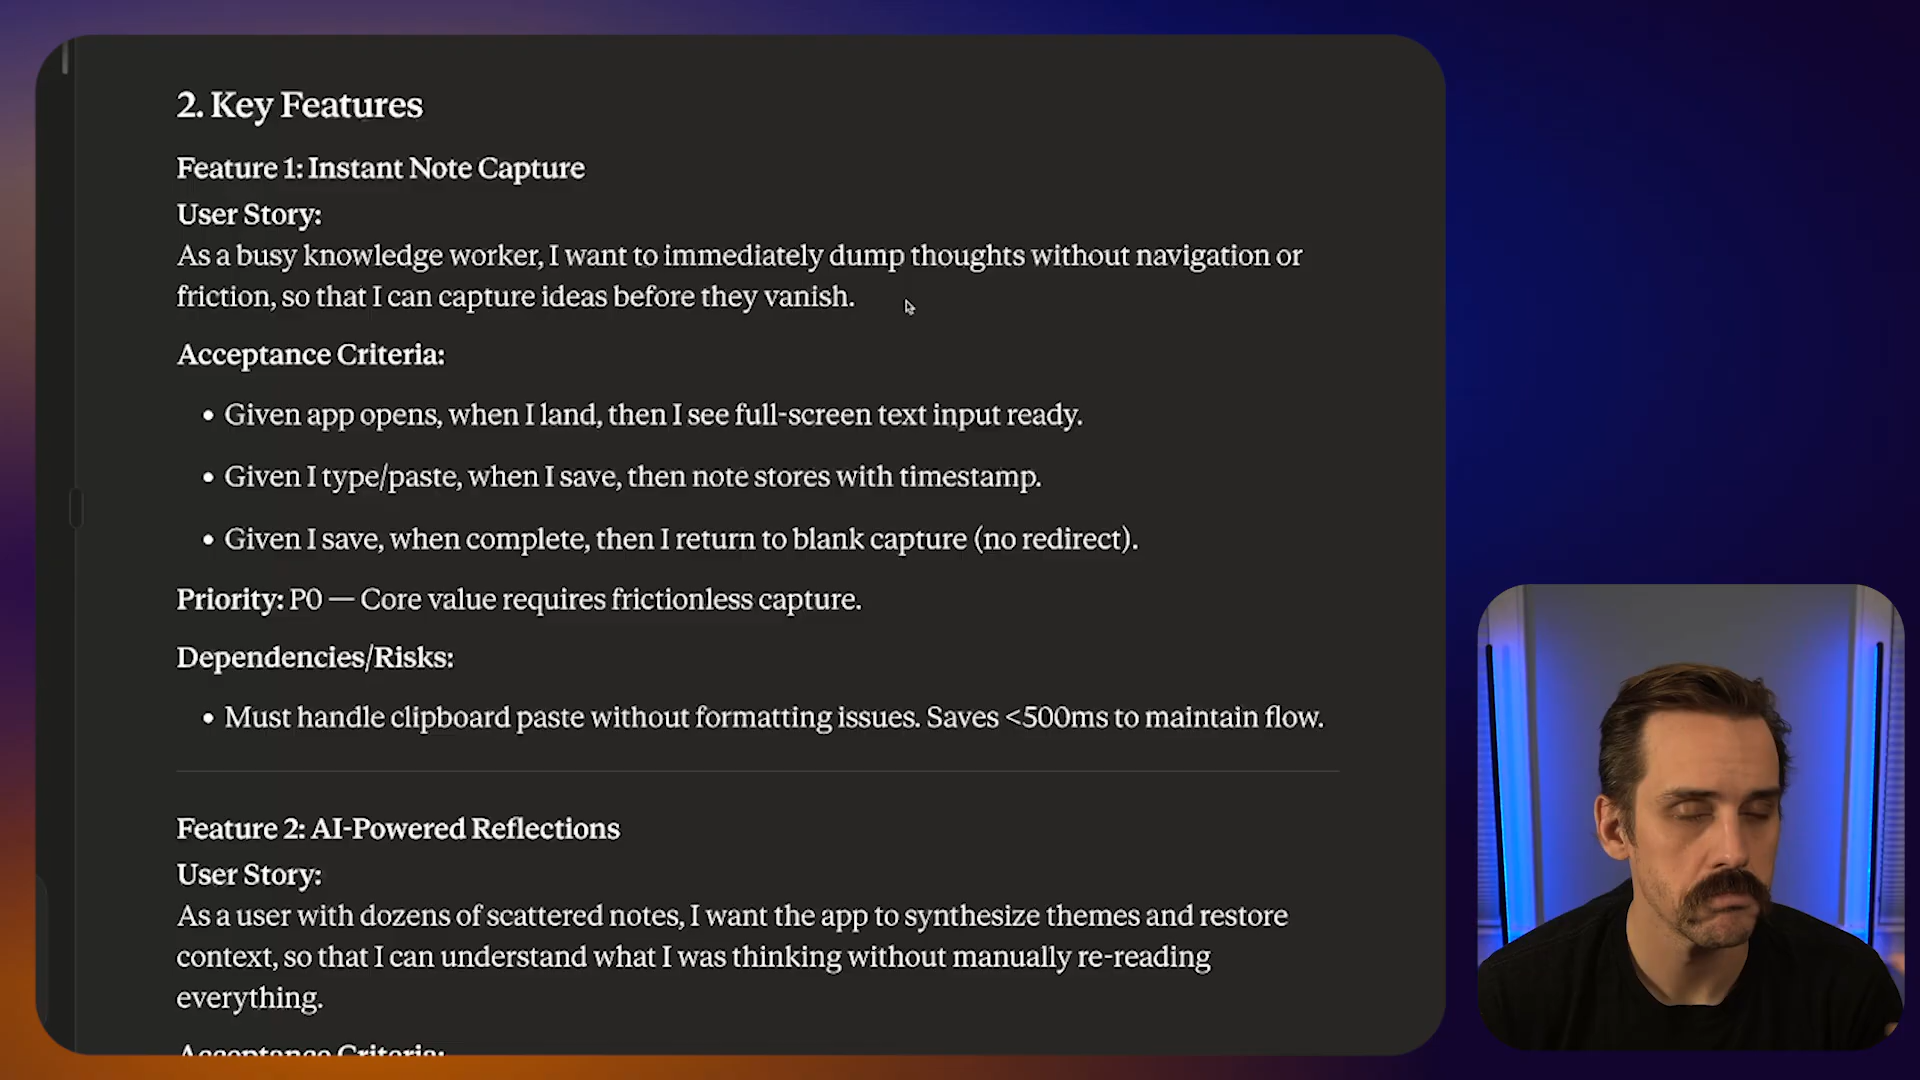 2. Key Features
Feature 1: Instant Note Capture
User Story:
As a busy knowledge worker, I want to immediately dump thoughts without navigation or
friction, so that I can capture ideas before they vanish.
Acceptance Criteria:
• Given app opens, when I land, then I see full-screen text input ready.
• Given I type/paste, when I save, then note stores with timestamp.
• Given I save, when complete, then I return to blank capture (no redirect).
Priority: P0 — Core value requires frictionless capture.
Dependencies/Risks:
• Must handle clipboard paste without formatting issues. Saves <500ms to maintain flow.
Feature 2: AI-Powered Reflections
User Story:
As a user with dozens of scattered notes, I want the app to synthesize themes and restore
context, so that I can understand what I was thinking without manually re-reading
everything.
Acceptance Criteria: